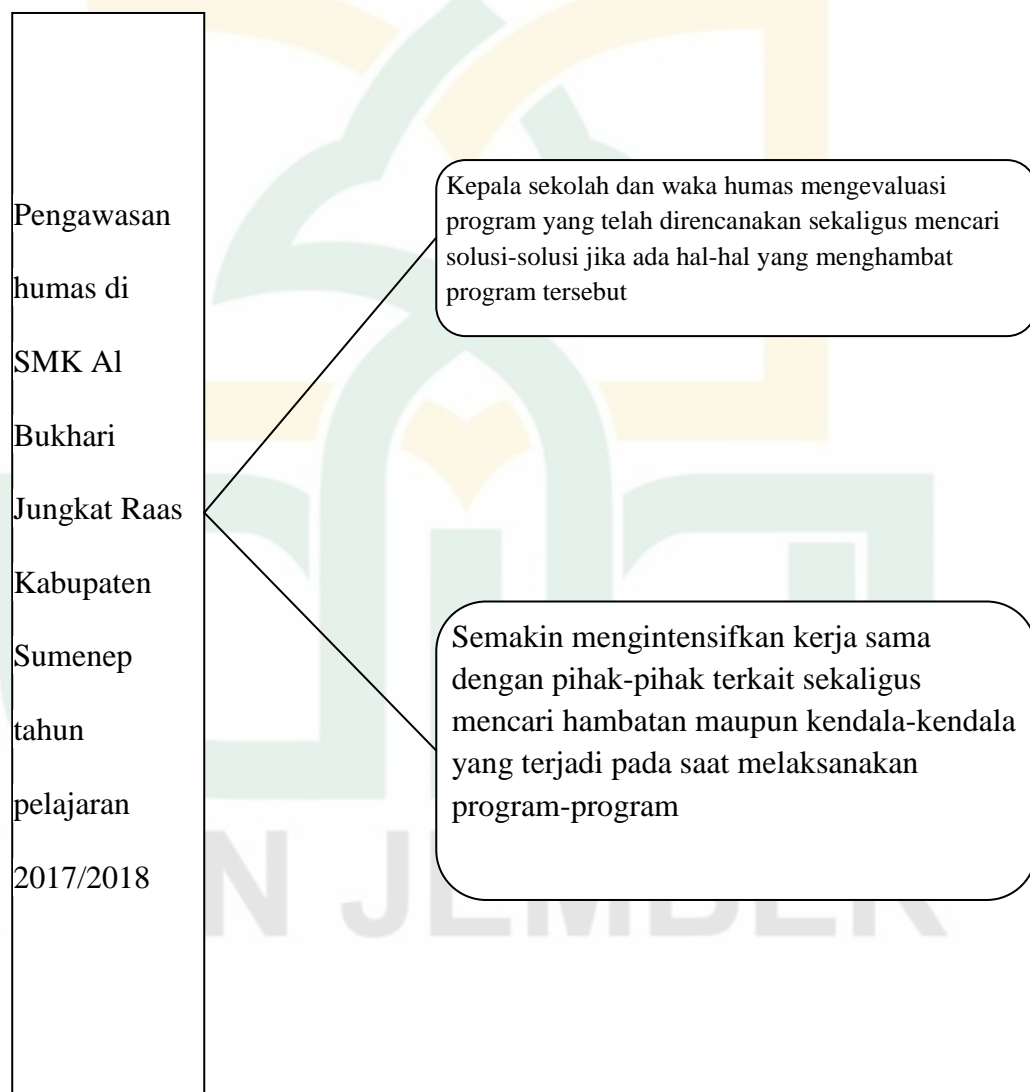 Pengawasan
humas di
SMK Al
Bukhari
Jungkat Raas
Kabupaten
Sumenep
tahun
pelajaran
2017/2018
Kepala sekolah dan waka humas mengevaluasi
program yang telah direncanakan sekaligus mencari
solusi-solusi jika ada hal-hal yang menghambat
program tersebut
Semakin mengintensifkan kerja sama
dengan pihak-pihak terkait sekaligus
mencari hambatan maupun kendala-kendala
yang terjadi pada saat melaksanakan
program-program
N JEMBER